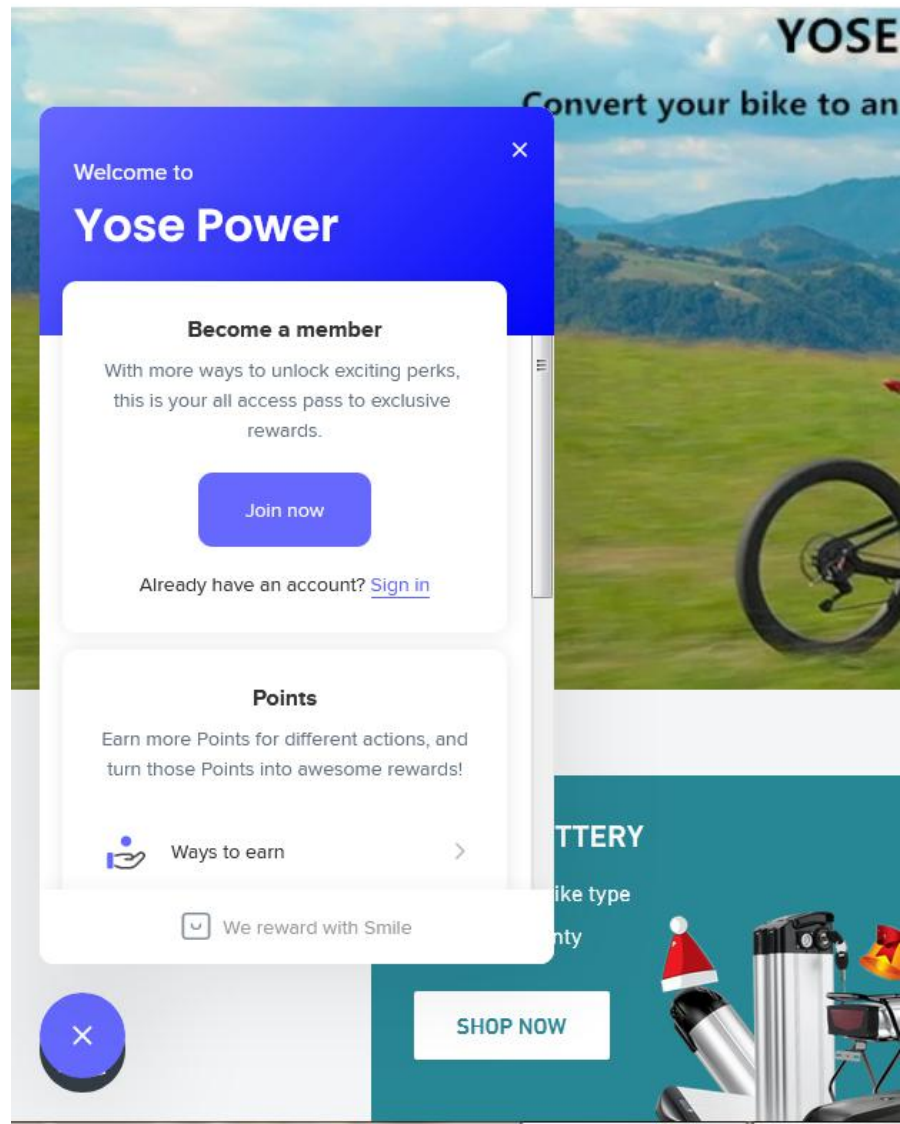 YOSE
Convert your bike to an
Welcome to
Yose Power
Become a member
With more ways to unlock exciting perks,
this is your all access pass to exclusive
rewards.
Join now
Already have an account? Sign in
Points
Earn more Points for different actions, and
turn those Points into awesome rewards!
Ways to earn
We reward with Smile
TTERY
ike type
nty
SHOP NOW